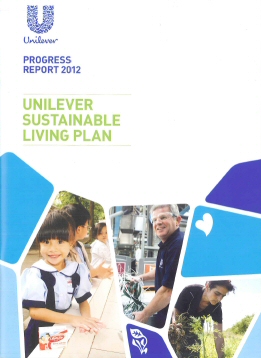 Unilever
PROGRESS
REPORT 2012
UNILEVER
SUSTAINABLE
LIVING PLAN